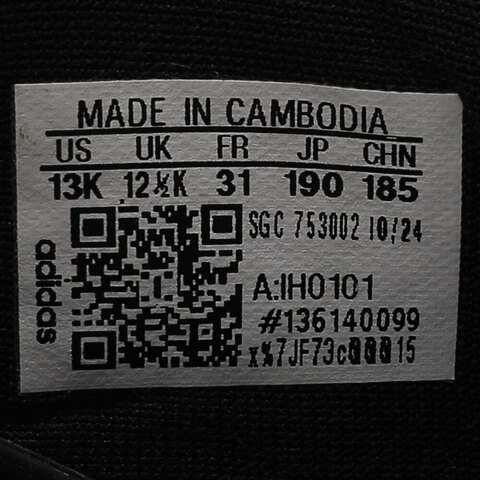 MADE IN CAMBODIA
US UK FR JP CHN
13K 12½K 31 190 185
SGC 753002 10/24
adidas
A:IH0101
#136140099